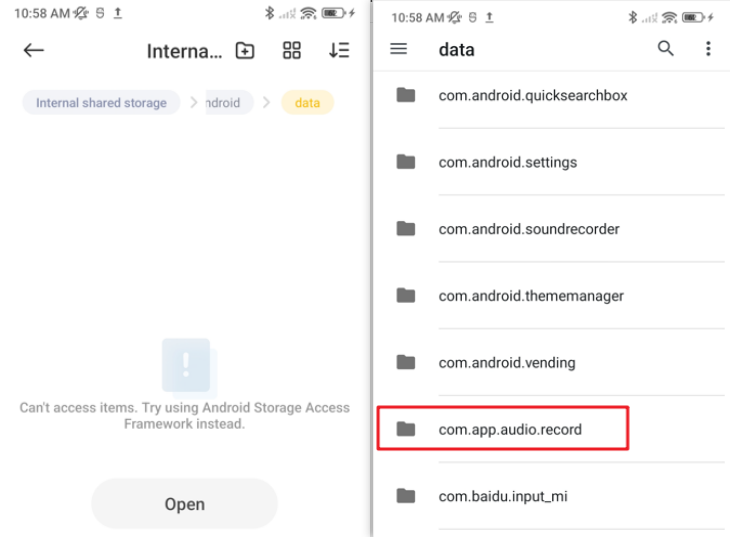 10:58 AM
Interna...
Internal shared storage
ndroid
data
Can't access items. Try using Android Storage Access
Framework instead.
Open
10:58 AM
data
com.android.quicksearchbox
com.android.settings
com.android.soundrecorder
com.android.thememanager
com.android.vending
com.app.audio.record
com.baidu.input_mi